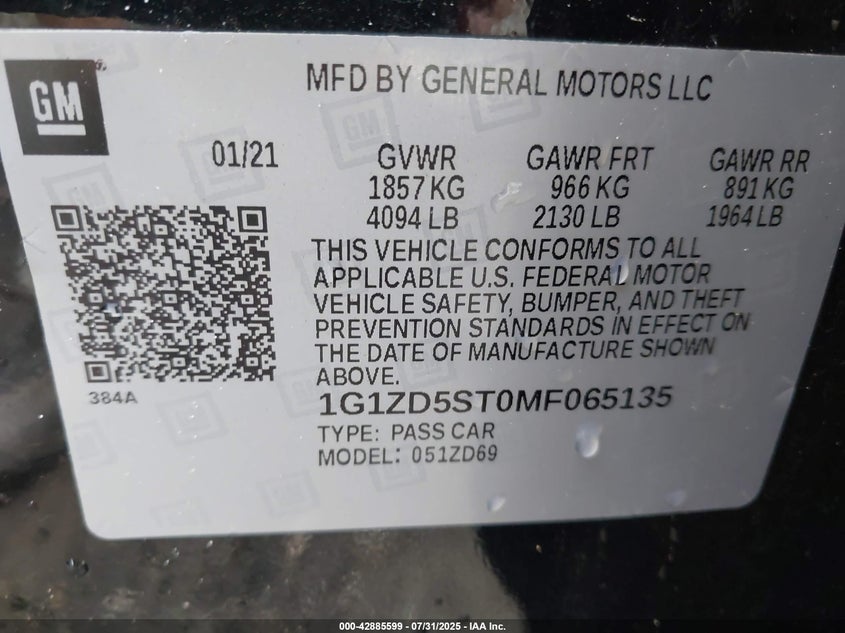 GM
MFD BY GENERAL MOTORS LLC
01/21 GVWR GAWR FRT GAWR RR
1857 KG 966 KG 891 KG
4094 LB 2130 LB 1964 LB
THIS VEHICLE CONFORMS TO ALL
APPLICABLE U.S. FEDERAL MOTOR
VEHICLE SAFETY, BUMPER, AND THEFT
PREVENTION STANDARDS IN EFFECT ON
THE DATE OF MANUFACTURE SHOWN
ABOVE.
384A
1G1ZD5ST0MF065135
TYPE: PASS CAR
MODEL: 051ZD69
000-42885599 - 07/31/2025 - IAA Inc.